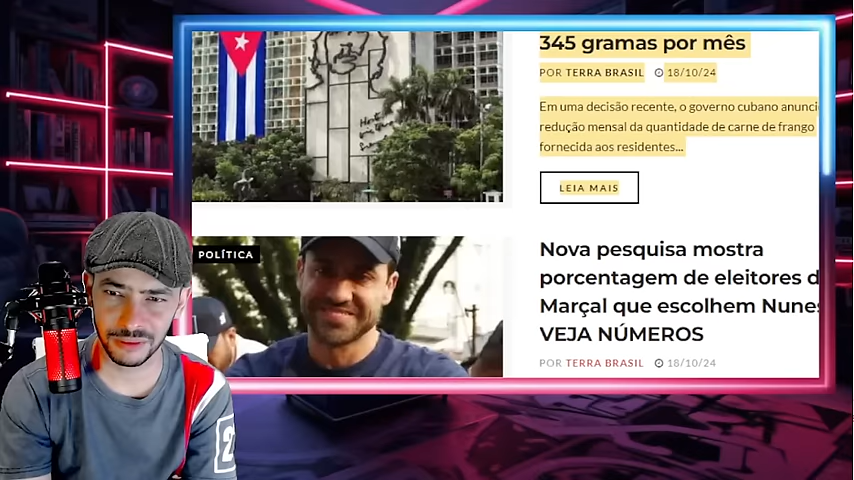 345 gramas por mês
POR TERRA BRASIL 18/10/24
Em uma decisão recente, o governo cubano anunci
redução mensal da quantidade de carne de frango
fornecida aos residentes...
LEIA MAIS
POLÍTICA
Nova pesquisa mostra
porcentagem de eleitores d
Marçal que escolhem Nunes
VEJA NÚMEROS
POR TERRA BRASIL 18/10/24
2